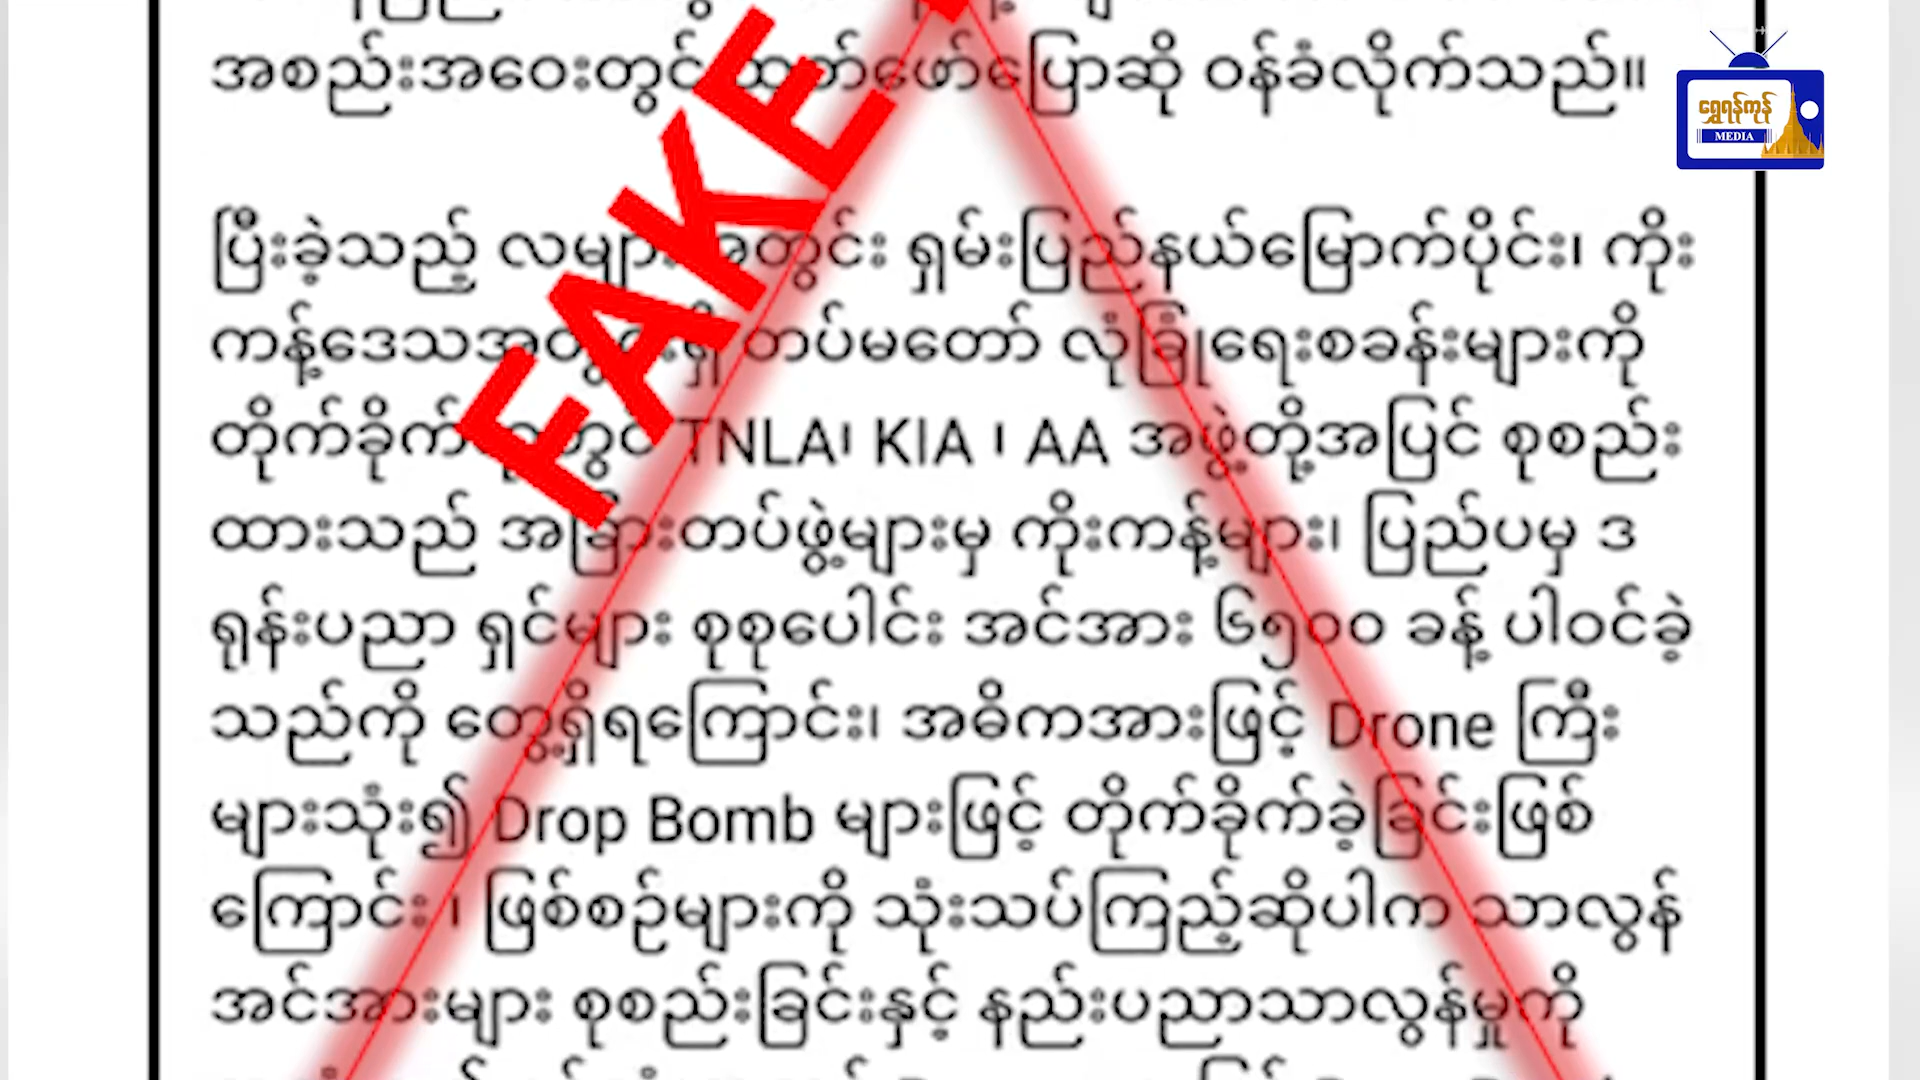 အစည်းအဝေးတွင် ထုတ်ဖော်ပြောဆို ဝန်ခံလိုက်သည်။
ရွှေရန်ကုန်
MEDIA
FAKE
ပြီးခဲ့သည့် လများအတွင်း ရှမ်းပြည်နယ်မြောက်ပိုင်း၊ ကိုး
ကန့်ဒေသအတွင်းရှိ တပ်မတော် လုံခြုံရေးစခန်းများကို
တိုက်ခိုက် TNLA၊ KIA ၊ AA အဖွဲ့တို့အပြင် စုစည်း
ထားသည် အခြားတပ်ဖွဲ့များမှ ကိုးကန့်များ၊ ပြည်ပမှ ဒ
ရုန်းပညာ ရှင်များ စုစုပေါင်း အင်အား ၆၅၀၀ ခန့် ပါဝင်ခဲ့
သည်ကို တွေ့ရှိရကြောင်း၊ အဓိကအားဖြင့် Drone ကြီး
များသုံး၍ Drop Bomb များဖြင့် တိုက်ခိုက်ခဲ့ခြင်းဖြစ်
ကြောင်း ၊ ဖြစ်စဉ်များကို သုံးသပ်ကြည့်ဆိုပါက သာလွန်
အင်အားများ စုစည်းခြင်းနှင့် နည်းပညာသာလွန်မှုကို